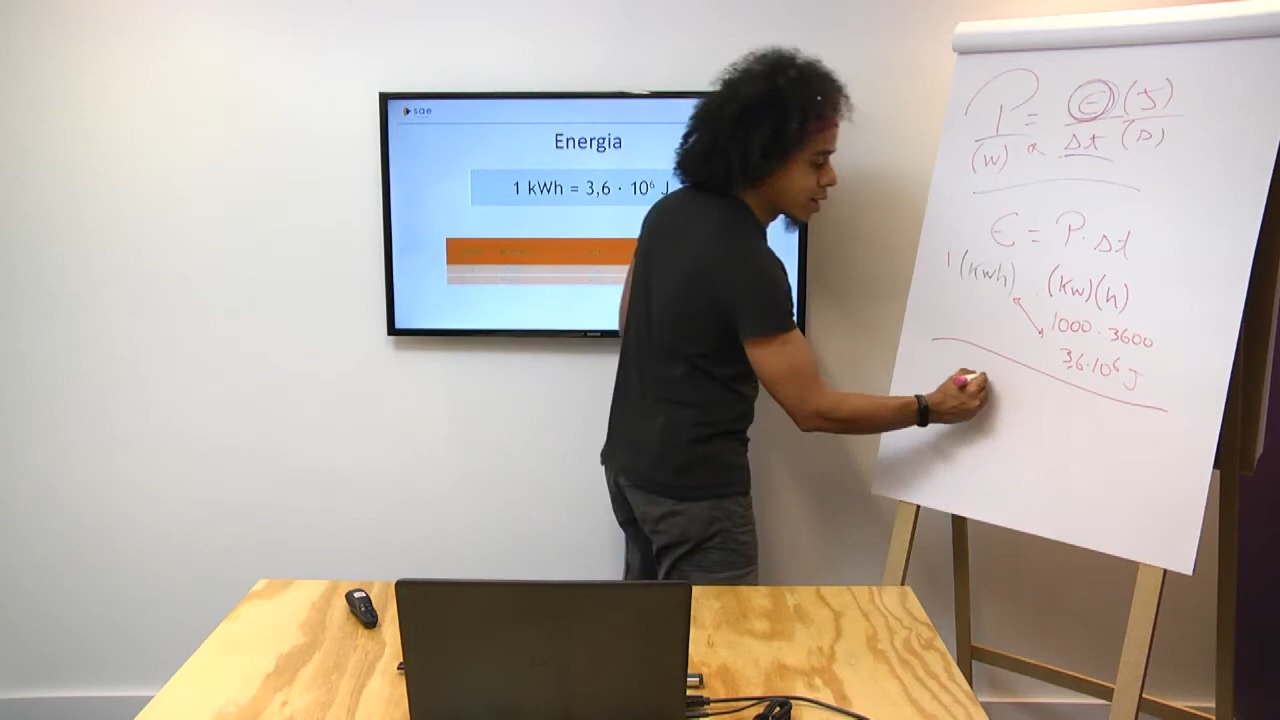 sae
Energia
1 kWh = 3,6 · 10⁶ J
P = E (J)
(W) ∝ Δt (s)
E = P · Δt
1 (kWh) (kW)(h)
1000 · 3600
3,6 · 10⁶ J